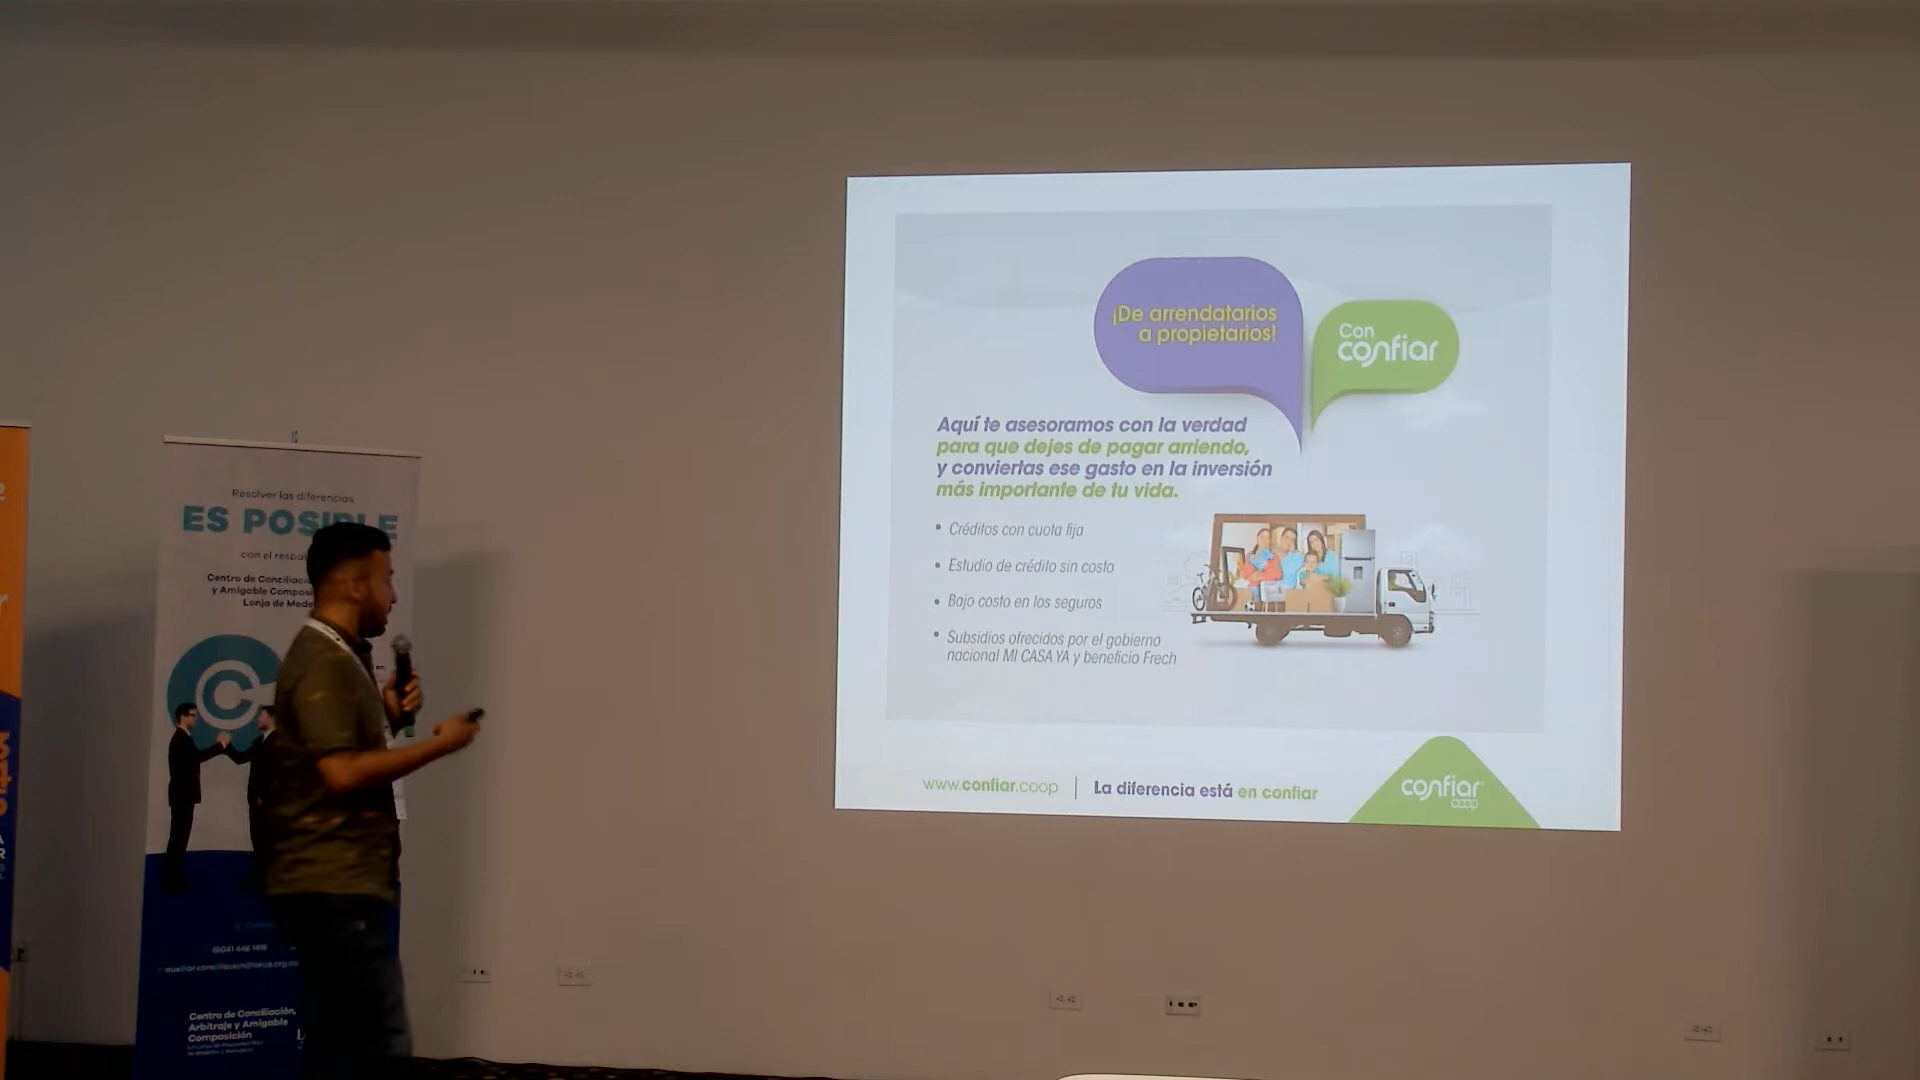 Resolver las diferencias
ES POSIBLE
con el
Centro de
y Amigable
Lonja de
(604) 448 1416
Centro de Conciliación,
Arbitraje y Amigable
Composición
¡De arrendatarios
a propietarios!
Con
confiar
Aquí te asesoramos con la verdad
para que dejes de pagar arriendo,
y conviertas ese gasto en la inversión
más importante de tu vida.
• Créditos con cuota fija
• Estudio de crédito sin costo
• Bajo costo en los seguros
• Subsidios ofrecidos por el gobierno
nacional MI CASA YA y beneficio Frech
www.confiar.coop | La diferencia está en confiar
confiar
coop